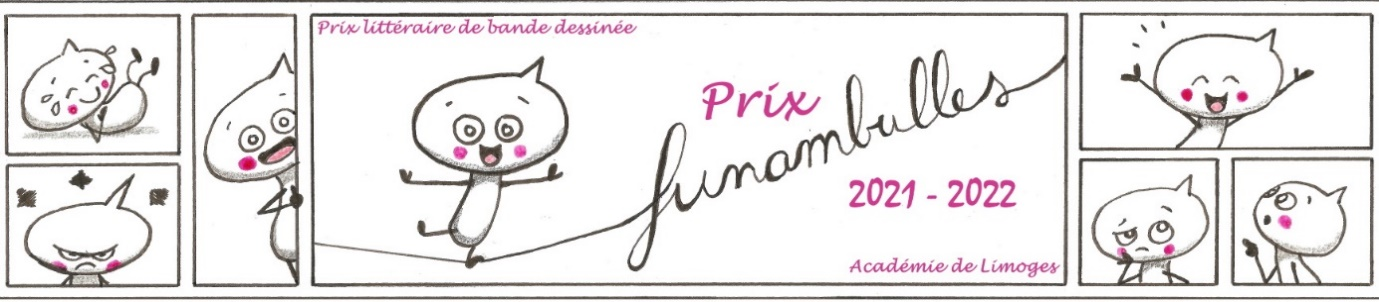 Prix littéraire de bande dessinée
Prix
funambulles
2021 - 2022
Académie de Limoges